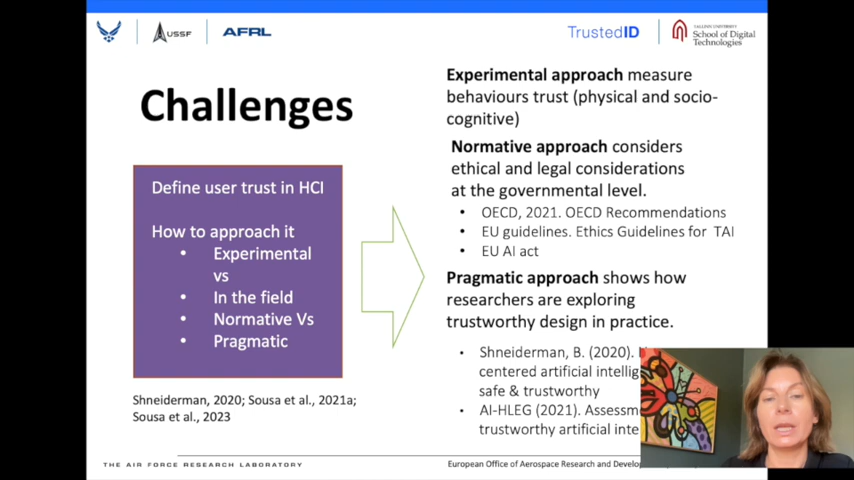 USSF
AFRL
TrustedID
TALLINN UNIVERSITY
School of Digital
Technologies
Challenges
Define user trust in HCI
How to approach it
• Experimental
vs
• In the field
• Normative Vs
• Pragmatic
Shneiderman, 2020; Sousa et al., 2021a;
Sousa et al., 2023
Experimental approach measure
behaviours trust (physical and socio-
cognitive)
Normative approach considers
ethical and legal considerations
at the governmental level.
• OECD, 2021. OECD Recommendations
• EU guidelines. Ethics Guidelines for TAI
• EU AI act
Pragmatic approach shows how
researchers are exploring
trustworthy design in practice.
• Shneiderman, B. (2020).
centered artificial intellig
safe & trustworthy
• AI-HLEG (2021). Assessm
trustworthy artificial inte
THE AIR FORCE RESEARCH LABORATORY
European Office of Aerospace Research and Develop